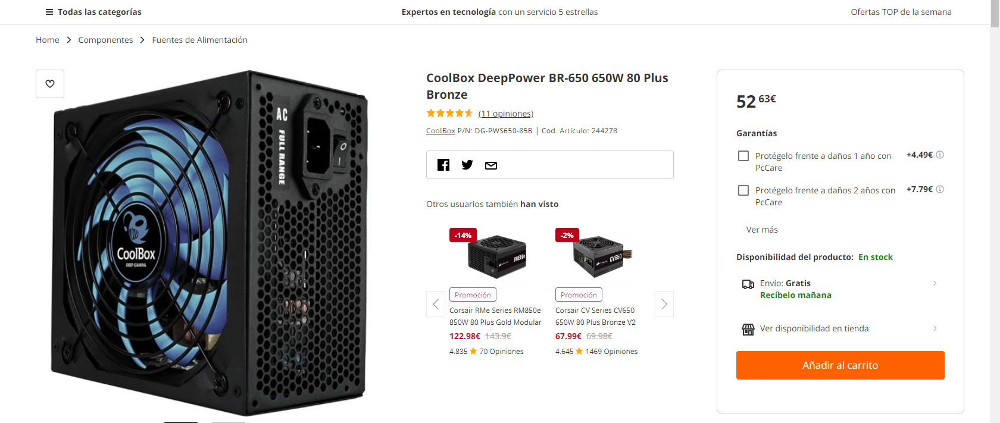 Todas las categorías
Expertos en tecnología con un servicio 5 estrellas
Ofertas TOP de la semana
Home > Componentes > Fuentes de Alimentación
AC
FULL RANGE
CoolBox
DEEP GAMING
CoolBox DeepPower BR-650 650W 80 Plus
Bronze
(11 opiniones)
CoolBox P/N: DG-PWS650-85B | Cod. Artículo: 244278
Otros usuarios también han visto
-14%
RM850e
CORSAIR
Promoción
Corsair RMe Series RM850e
850W 80 Plus Gold Modular
122.98€ 143.9€
4.835 70 Opiniones
-2%
CV650
CORSAIR
Promoción
Corsair CV Series CV650
650W 80 Plus Bronze V2
67.99€ 69.98€
4.645 1469 Opiniones
52 63€
Garantías
Protégelo frente a daños 1 año con
PcCare
+4.49€
Protégelo frente a daños 2 años con
PcCare
+7.79€
Ver más
Disponibilidad del producto: En stock
Envío: Gratis
Recíbelo mañana
Ver disponibilidad en tienda
Añadir al carrito